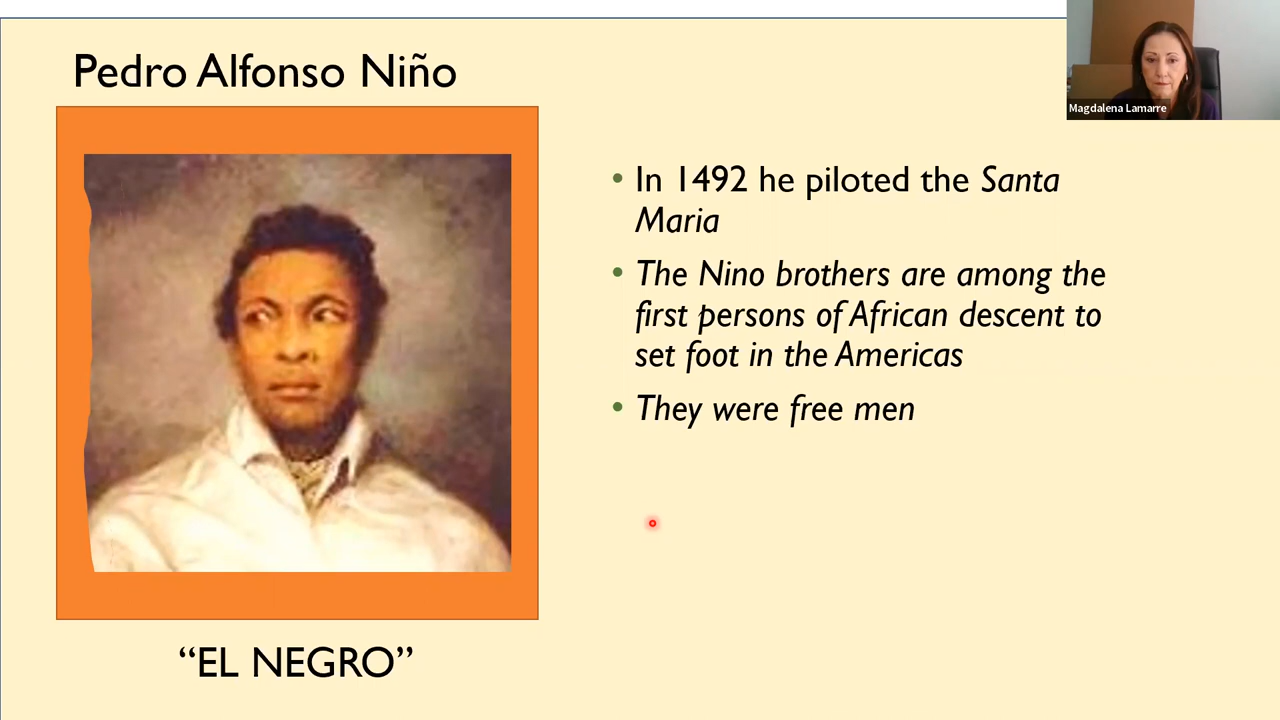 Pedro Alfonso Niño
Magdalena Lamarre
• In 1492 he piloted the Santa
Maria
• The Nino brothers are among the
first persons of African descent to
set foot in the Americas
• They were free men
“EL NEGRO”